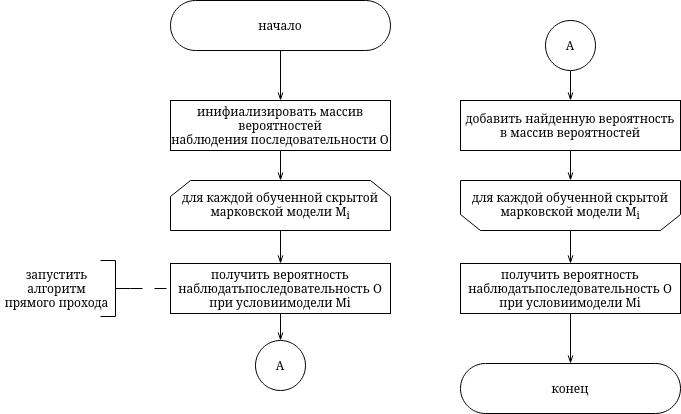 начало
инифиализировать массив
вероятностей
наблюдения последовательности O
для каждой обученной скрытой
марковской модели Mi
запустить
алгоритм
прямого прохода
получить вероятность
наблюдатьпоследовательность O
при условиимодели Mi
A
A
добавить найденную вероятность
в массив вероятностей
для каждой обученной скрытой
марковской модели Mi
получить вероятность
наблюдатьпоследовательность O
при условиимодели Mi
конец